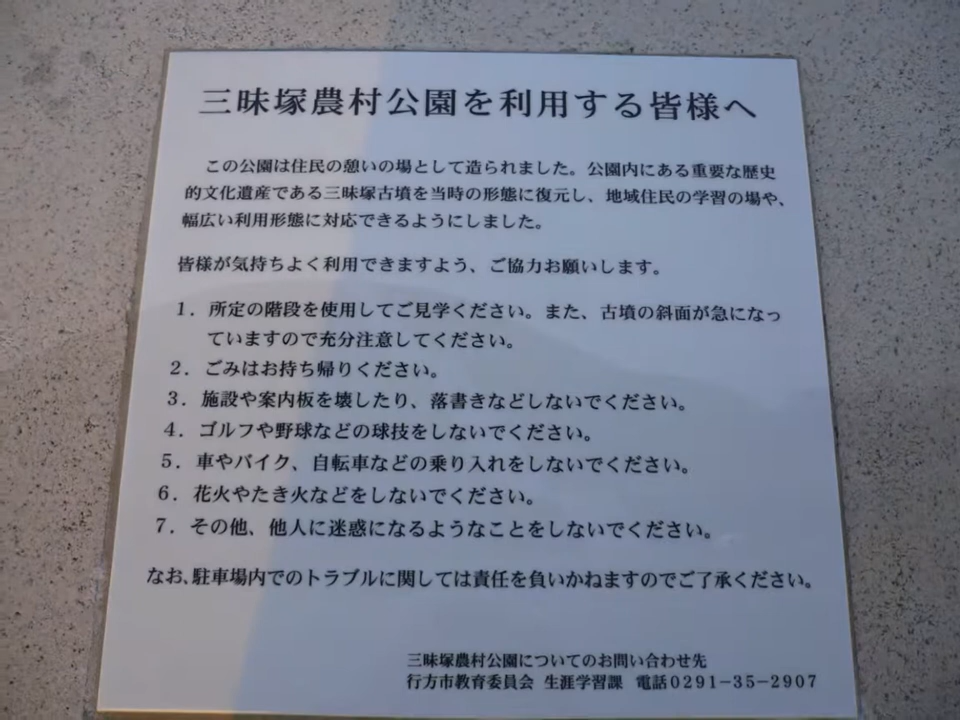 三昧塚農村公園を利用する皆様へ
この公園は住民の憩いの場として造られました。公園内にある重要な歴史
的文化遺産である三昧塚古墳を当時の形態に復元し、地域住民の学習の場や、
幅広い利用形態に対応できるようにしました。
皆様が気持ちよく利用できますよう、ご協力お願いします。
1．所定の階段を使用してご見学ください。また、古墳の斜面が急になっ
ていますので充分注意してください。
2．ごみはお持ち帰りください。
3．施設や案内板を壊したり、落書きなどしないでください。
4．ゴルフや野球などの球技をしないでください。
5．車やバイク、自転車などの乗り入れをしないでください。
6．花火やたき火などをしないでください。
7．その他、他人に迷惑になるようなことをしないでください。
なお、駐車場内でのトラブルに関しては責任を負いかねますのでご了承ください。
三昧塚農村公園についてのお問い合わせ先
行方市教育委員会 生涯学習課 電話0291-35-2907